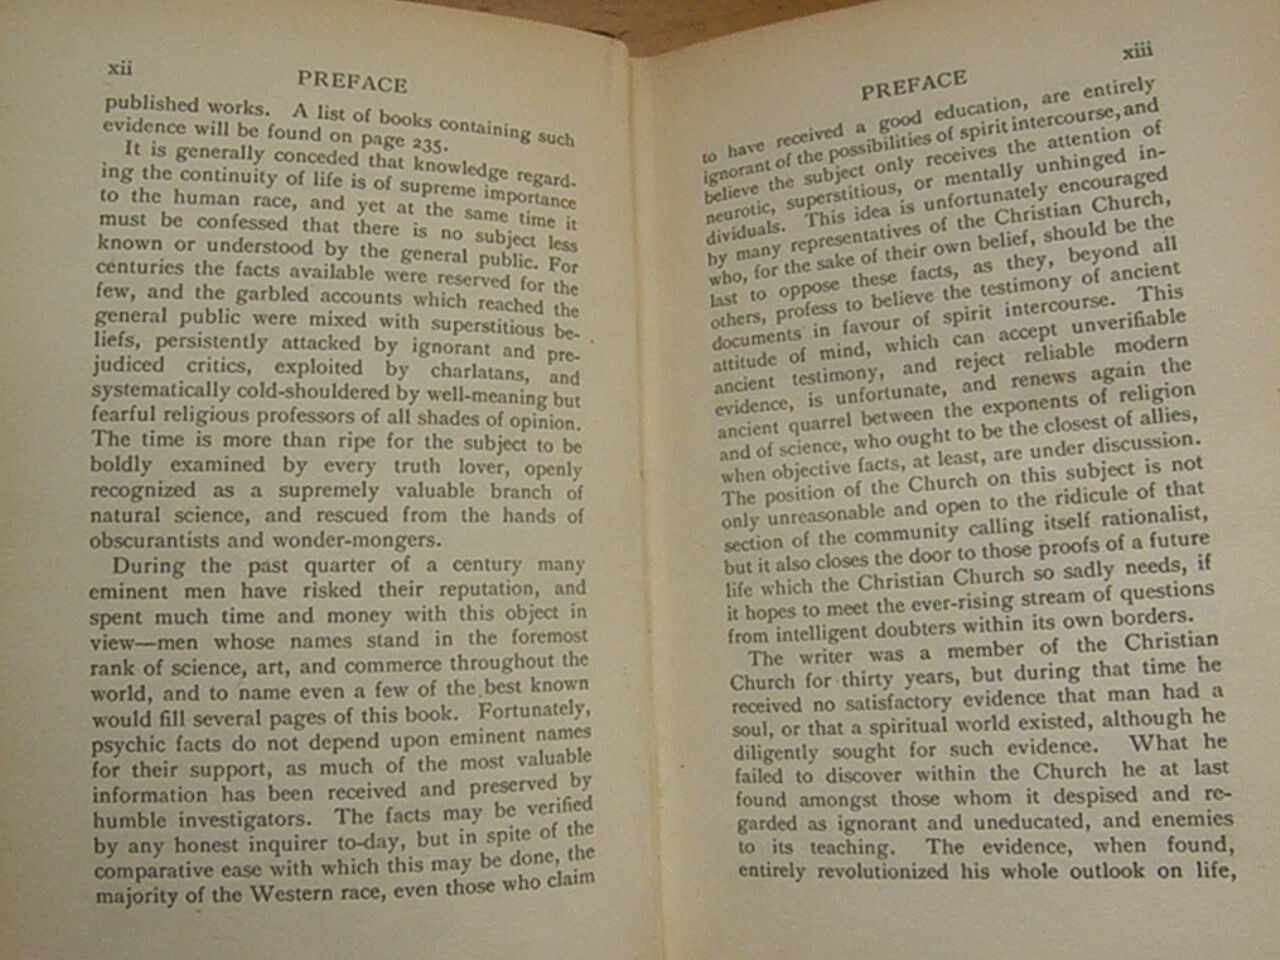 xii
PREFACE
published works. A list of books containing such
evidence will be found on page 235.
It is generally conceded that knowledge regard-
ing the continuity of life is of supreme importance
to the human race, and yet at the same time it
must be confessed that there is no subject less
known or understood by the general public. For
centuries the facts available were reserved for the
few, and the garbled accounts which reached the
general public were mixed with superstitious be-
liefs, persistently attacked by ignorant and pre-
judiced critics, exploited by charlatans, and
systematically cold-shouldered by well-meaning but
fearful religious professors of all shades of opinion.
The time is more than ripe for the subject to be
boldly examined by every truth lover, openly
recognized as a supremely valuable branch of
natural science, and rescued from the hands of
obscurantists and wonder-mongers.
During the past quarter of a century many
eminent men have risked their reputation, and
spent much time and money with this object in
view—men whose names stand in the foremost
rank of science, art, and commerce throughout the
world, and to name even a few of the best known
would fill several pages of this book. Fortunately,
psychic facts do not depend upon eminent names
for their support, as much of the most valuable
information has been received and preserved by
humble investigators. The facts may be verified
by any honest inquirer to-day, but in spite of the
comparative ease with which this may be done, the
majority of the Western race, even those who claim
xiii
PREFACE
to have received a good education, are entirely
ignorant of the possibilities of spirit intercourse, and
believe the subject only receives the attention of
neurotic, superstitious, or mentally unhinged in-
dividuals. This idea is unfortunately encouraged
by many representatives of the Christian Church,
who, for the sake of their own belief, should be the
last to oppose these facts, as they, beyond all
others, profess to believe the testimony of ancient
documents in favour of spirit intercourse. This
attitude of mind, which can accept unverifiable
ancient testimony, and reject reliable modern
evidence, is unfortunate, and renews again the
ancient quarrel between the exponents of religion
and of science, who ought to be the closest of allies,
when objective facts, at least, are under discussion.
The position of the Church on this subject is not
only unreasonable and open to the ridicule of that
section of the community calling itself rationalist,
but it also closes the door to those proofs of a future
life which the Christian Church so sadly needs, if
it hopes to meet the ever-rising stream of questions
from intelligent doubters within its own borders.
The writer was a member of the Christian
Church for thirty years, but during that time he
received no satisfactory evidence that man had a
soul, or that a spiritual world existed, although he
diligently sought for such evidence. What he
failed to discover within the Church he at last
found amongst those whom it despised and re-
garded as ignorant and uneducated, and enemies
to its teaching. The evidence, when found,
entirely revolutionized his whole outlook on life,